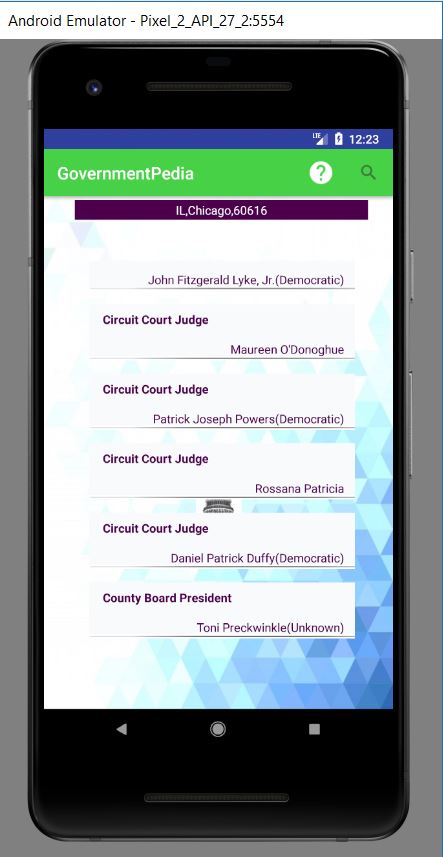 Android Emulator - Pixel_2_API_27_2:5554
LTE 12:23
GovernmentPedia ?
IL,Chicago,60616
John Fitzgerald Lyke, Jr.(Democratic)
Circuit Court Judge
Maureen O'Donoghue
Circuit Court Judge
Patrick Joseph Powers(Democratic)
Circuit Court Judge
Rossana Patricia
Circuit Court Judge
Daniel Patrick Duffy(Democratic)
County Board President
Toni Preckwinkle(Unknown)